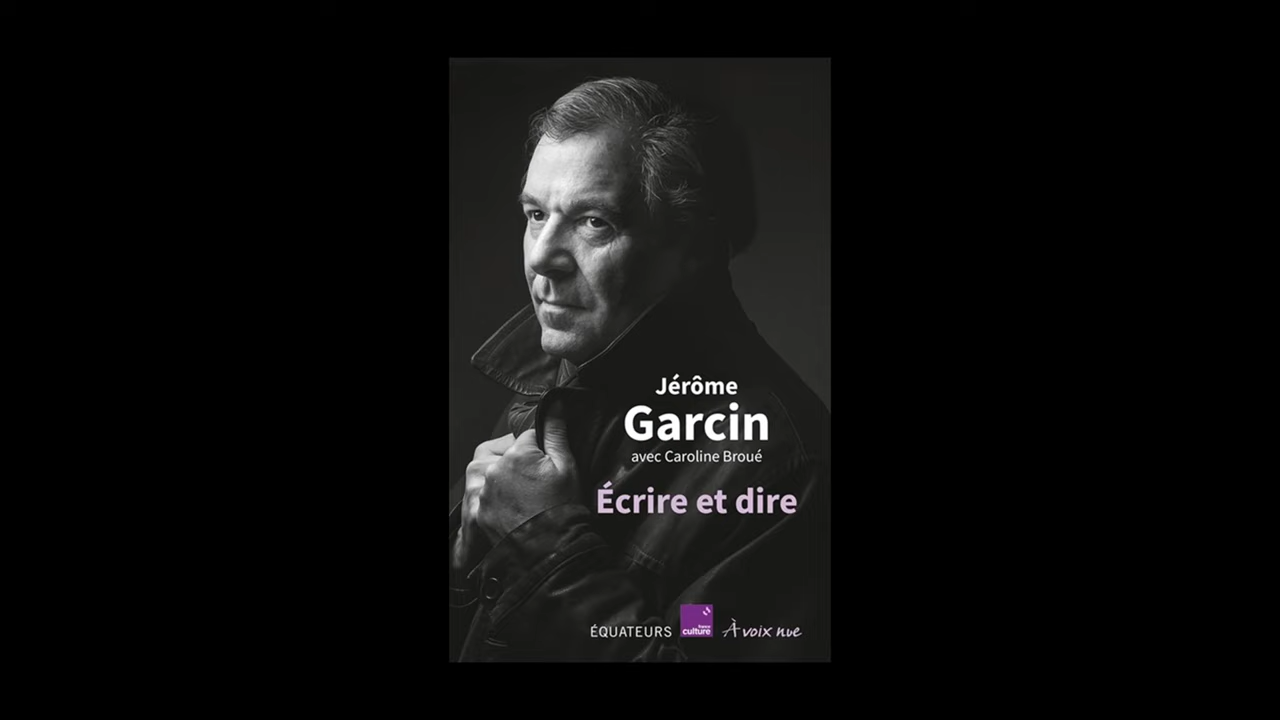 Jérôme
Garcin
avec Caroline Broué
Écrire et dire
ÉQUATEURS
france
culture
À voix nue